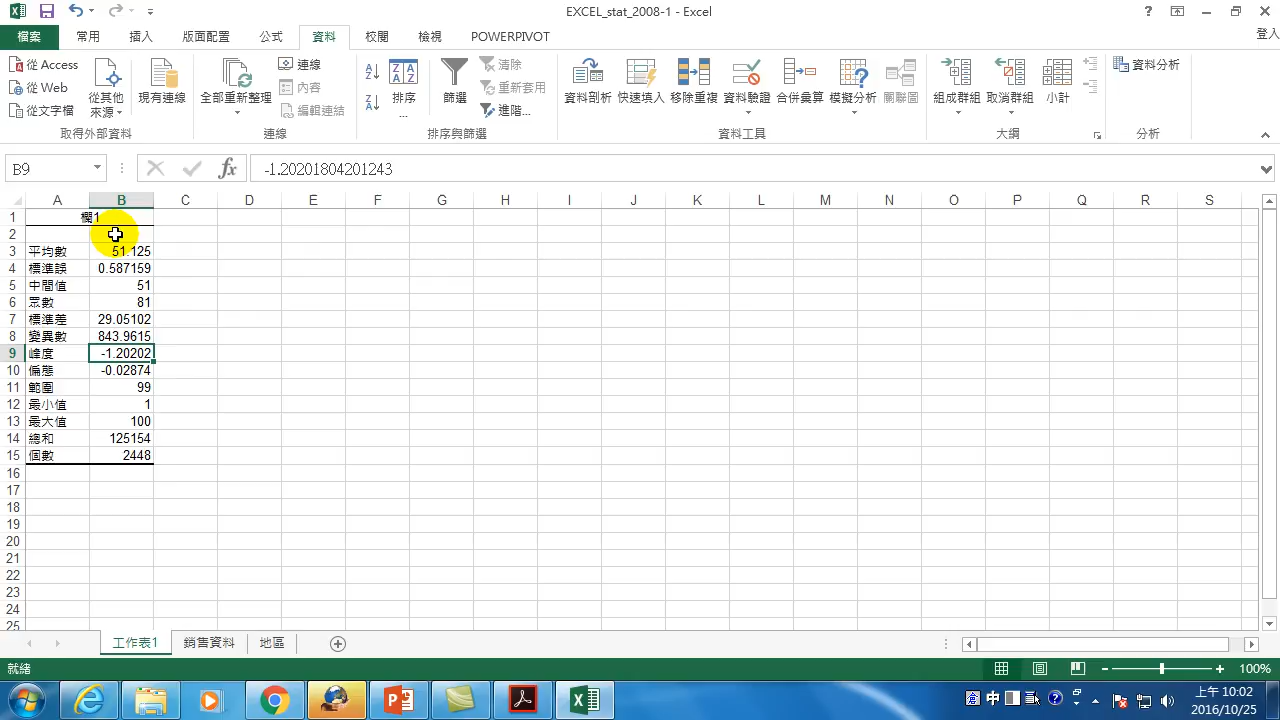 EXCEL_stat_2008-1 - Excel
檔案 常用 插入 版面配置 公式 資料 校閱 檢視 POWERPIVOT 登入
從 Access
從 Web
從文字檔
從其他
來源
現有連線
取得外部資料
全部重新整理
連線
內容
編輯連結
連線
排序
...
篩選
清除
重新套用
進階...
排序與篩選
資料剖析 快速填入 移除重複 資料驗證 合併彙算 模擬分析 關聯圖
資料工具
組成群組 取消群組 小計
大綱
資料分析
分析
B9
fx
-1.20201804201243
A B C D E F G H I J K L M N O P Q R S
1 欄1
2
3 平均數 51.125
4 標準誤 0.587159
5 中間值 51
6 眾數 81
7 標準差 29.05102
8 變異數 843.9615
9 峰度 -1.20202
10 偏態 -0.02874
11 範圍 99
12 最小值 1
13 最大值 100
14 總和 125154
15 個數 2448
16
17
18
19
20
21
22
23
24
25
工作表1 銷售資料 地區
就緒
100%
中
上午 10:02
2016/10/25